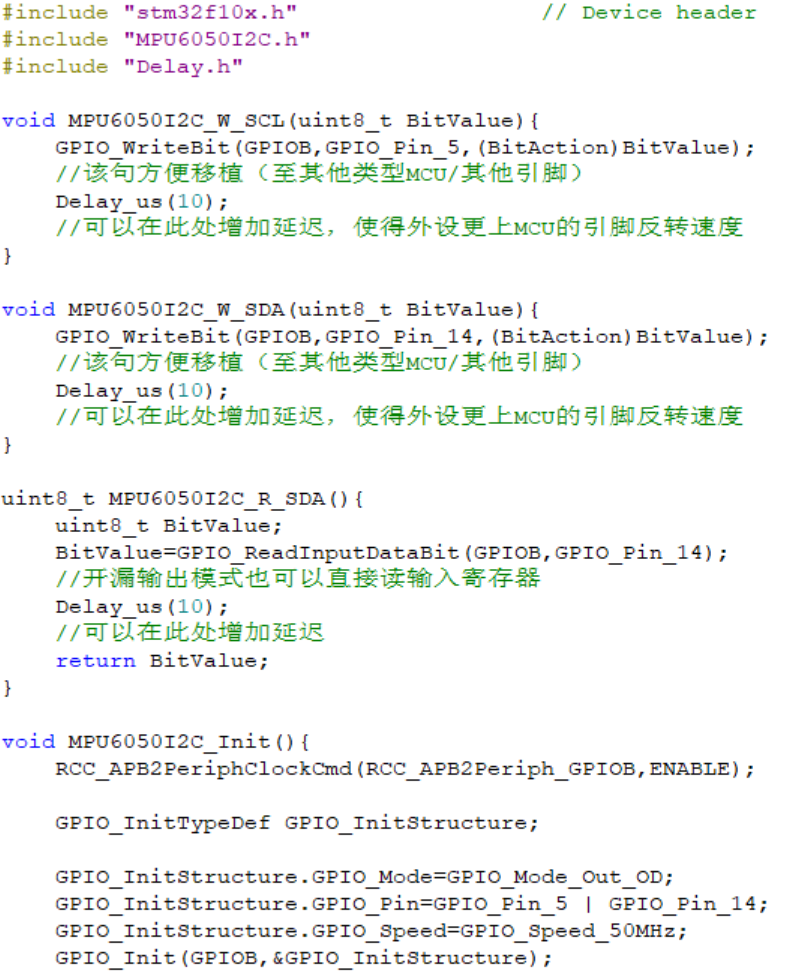 #include "stm32f10x.h"                  // Device header
#include "MPU6050I2C.h"
#include "Delay.h"

void MPU6050I2C_W_SCL(uint8_t BitValue){
    GPIO_WriteBit(GPIOB,GPIO_Pin_5,(BitAction)BitValue);
    //该句方便移植（至其他类型MCU/其他引脚）
    Delay_us(10);
    //可以在此处增加延迟，使得外设更上MCU的引脚反转速度
}

void MPU6050I2C_W_SDA(uint8_t BitValue){
    GPIO_WriteBit(GPIOB,GPIO_Pin_14,(BitAction)BitValue);
    //该句方便移植（至其他类型MCU/其他引脚）
    Delay_us(10);
    //可以在此处增加延迟，使得外设更上MCU的引脚反转速度
}

uint8_t MPU6050I2C_R_SDA(){
    uint8_t BitValue;
    BitValue=GPIO_ReadInputDataBit(GPIOB,GPIO_Pin_14);
    //开漏输出模式也可以直接读输入寄存器
    Delay_us(10);
    //可以在此处增加延迟
    return BitValue;
}

void MPU6050I2C_Init(){
    RCC_APB2PeriphClockCmd(RCC_APB2Periph_GPIOB,ENABLE);

    GPIO_InitTypeDef GPIO_InitStructure;

    GPIO_InitStructure.GPIO_Mode=GPIO_Mode_Out_OD;
    GPIO_InitStructure.GPIO_Pin=GPIO_Pin_5 | GPIO_Pin_14;
    GPIO_InitStructure.GPIO_Speed=GPIO_Speed_50MHz;
    GPIO_Init(GPIOB,&GPIO_InitStructure);